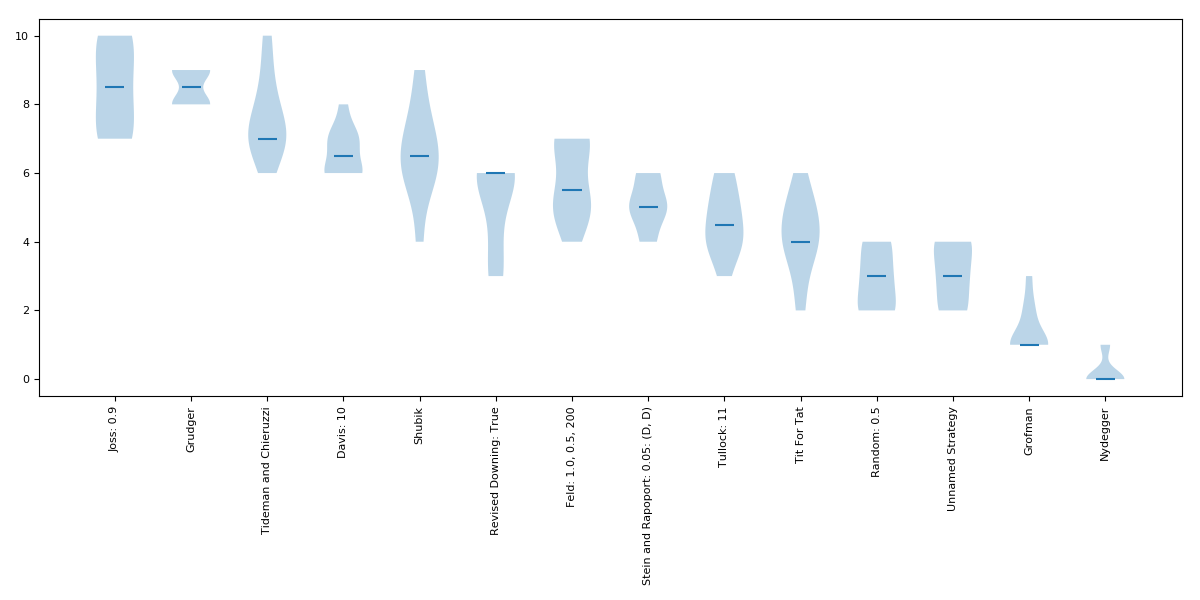 10
8
6
4
2
0
Joss: 0.9
Grudger
Tideman and Chieruzzi
Davis: 10
Shubik
Revised Downing: True
Feld: 1.0, 0.5, 200
Stein and Rapoport: 0.05: (D, D)
Tullock: 11
Tit For Tat
Random: 0.5
Unnamed Strategy
Grofman
Nydegger